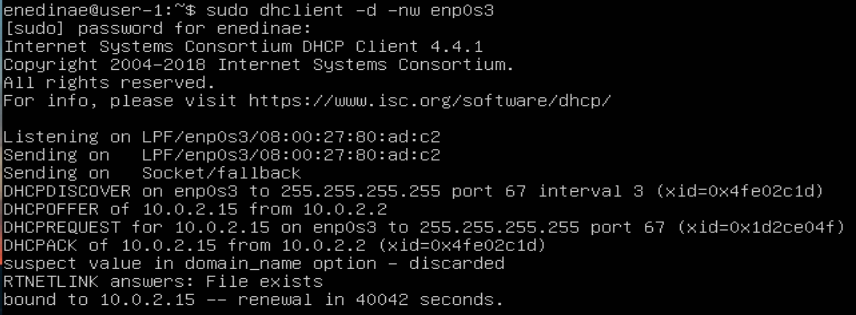 enedinae@user-1:~$ sudo dhclient -d -nw enp0s3
[sudo] password for enedinae:
Internet Systems Consortium DHCP Client 4.4.1
Copyright 2004-2018 Internet Systems Consortium.
All rights reserved.
For info, please visit https://www.isc.org/software/dhcp/

Listening on LPF/enp0s3/08:00:27:80:ad:c2
Sending on   LPF/enp0s3/08:00:27:80:ad:c2
Sending on   Socket/fallback
DHCPDISCOVER on enp0s3 to 255.255.255.255 port 67 interval 3 (xid=0x4fe02c1d)
DHCPOFFER of 10.0.2.15 from 10.0.2.2
DHCPREQUEST for 10.0.2.15 on enp0s3 to 255.255.255.255 port 67 (xid=0x1d2ce04f)
DHCPACK of 10.0.2.15 from 10.0.2.2 (xid=0x4fe02c1d)
suspect value in domain_name option - discarded
RTNETLINK answers: File exists
bound to 10.0.2.15 -- renewal in 40042 seconds.